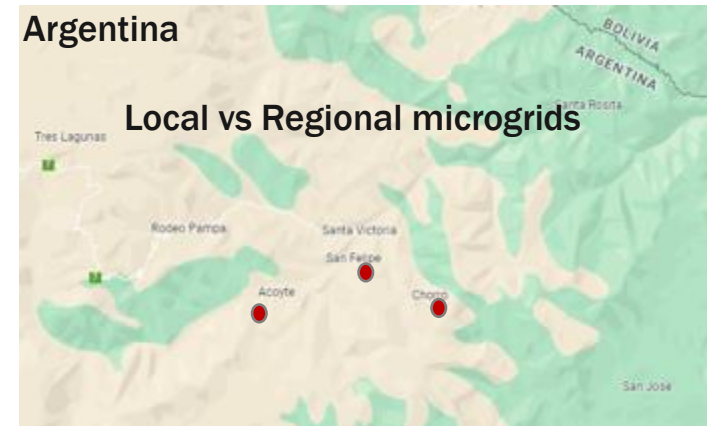 Argentina
BOLIVIA
ARGENTINA
Local vs Regional microgrids
Santa Rosita
Tres Lagunas
Rodeo Pampa
Santa Victoria
San Felipe
Acoyte
Chorro
San Jose